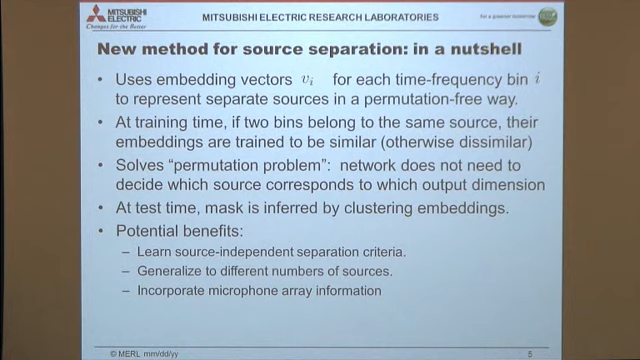 MITSUBISHI
ELECTRIC
Changes for the Better
MITSUBISHI ELECTRIC RESEARCH LABORATORIES
for a greener tomorrow
New method for source separation: in a nutshell
• Uses embedding vectors v_i for each time-frequency bin i
to represent separate sources in a permutation-free way.
• At training time, if two bins belong to the same source, their
embeddings are trained to be similar (otherwise dissimilar)
• Solves “permutation problem”: network does not need to
decide which source corresponds to which output dimension
• At test time, mask is inferred by clustering embeddings.
• Potential benefits:
– Learn source-independent separation criteria.
– Generalize to different numbers of sources.
– Incorporate microphone array information
© MERL mm/dd/yy
5